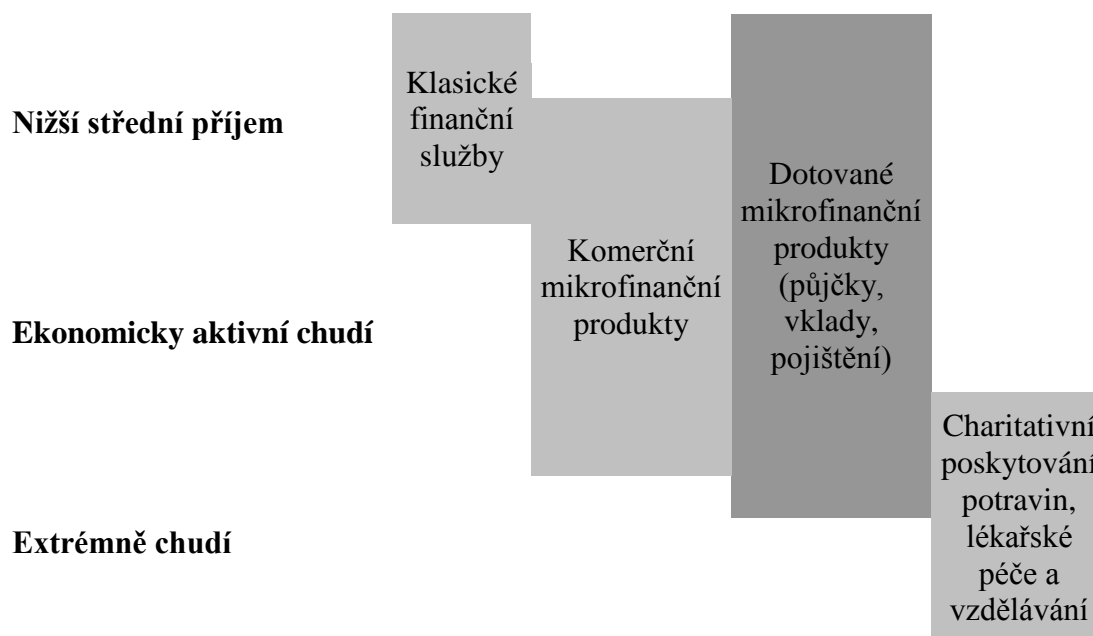 Nižší střední příjem
Ekonomicky aktivní chudí
Extrémně chudí
Klasické
finanční
služby
Komerční
mikrofinanční
produkty
Dotované
mikrofinanční
produkty
(půjčky,
vklady,
pojištění)
Charitativní
poskytování
potravin,
lékařské
péče a
vzdělávání